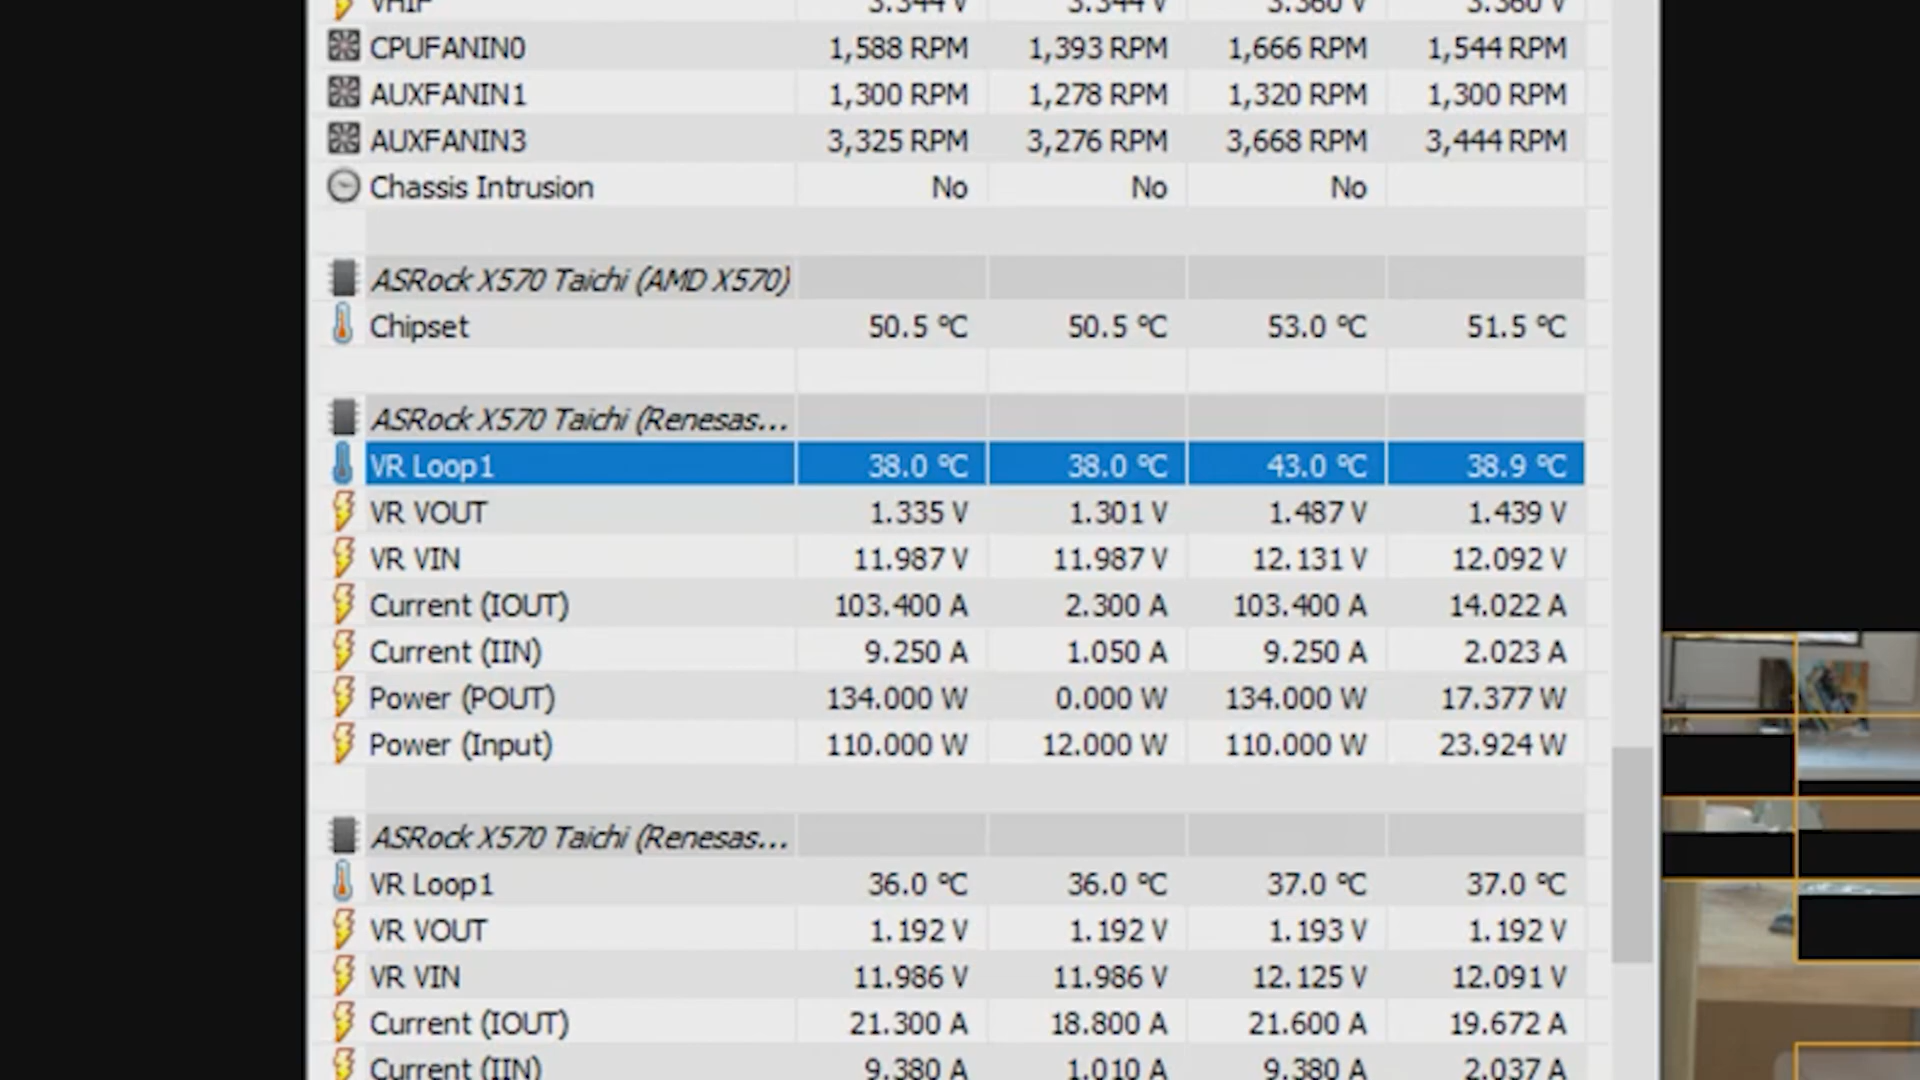 VHIF 3.344 V 3.344 V 3.360 V 3.360 V
CPUFANIN0 1,588 RPM 1,393 RPM 1,666 RPM 1,544 RPM
AUXFANIN1 1,300 RPM 1,278 RPM 1,320 RPM 1,300 RPM
AUXFANIN3 3,325 RPM 3,276 RPM 3,668 RPM 3,444 RPM
Chassis Intrusion No No No
ASRock X570 Taichi (AMD X570)
Chipset 50.5 °C 50.5 °C 53.0 °C 51.5 °C
ASRock X570 Taichi (Renesas...
VR Loop1 38.0 °C 38.0 °C 43.0 °C 38.9 °C
VR VOUT 1.335 V 1.301 V 1.487 V 1.439 V
VR VIN 11.987 V 11.987 V 12.131 V 12.092 V
Current (IOUT) 103.400 A 2.300 A 103.400 A 14.022 A
Current (IIN) 9.250 A 1.050 A 9.250 A 2.023 A
Power (POUT) 134.000 W 0.000 W 134.000 W 17.377 W
Power (Input) 110.000 W 12.000 W 110.000 W 23.924 W
ASRock X570 Taichi (Renesas...
VR Loop1 36.0 °C 36.0 °C 37.0 °C 37.0 °C
VR VOUT 1.192 V 1.192 V 1.193 V 1.192 V
VR VIN 11.986 V 11.986 V 12.125 V 12.091 V
Current (IOUT) 21.300 A 18.800 A 21.600 A 19.672 A
Current (IIN) 9.380 A 1.010 A 9.380 A 2.037 A